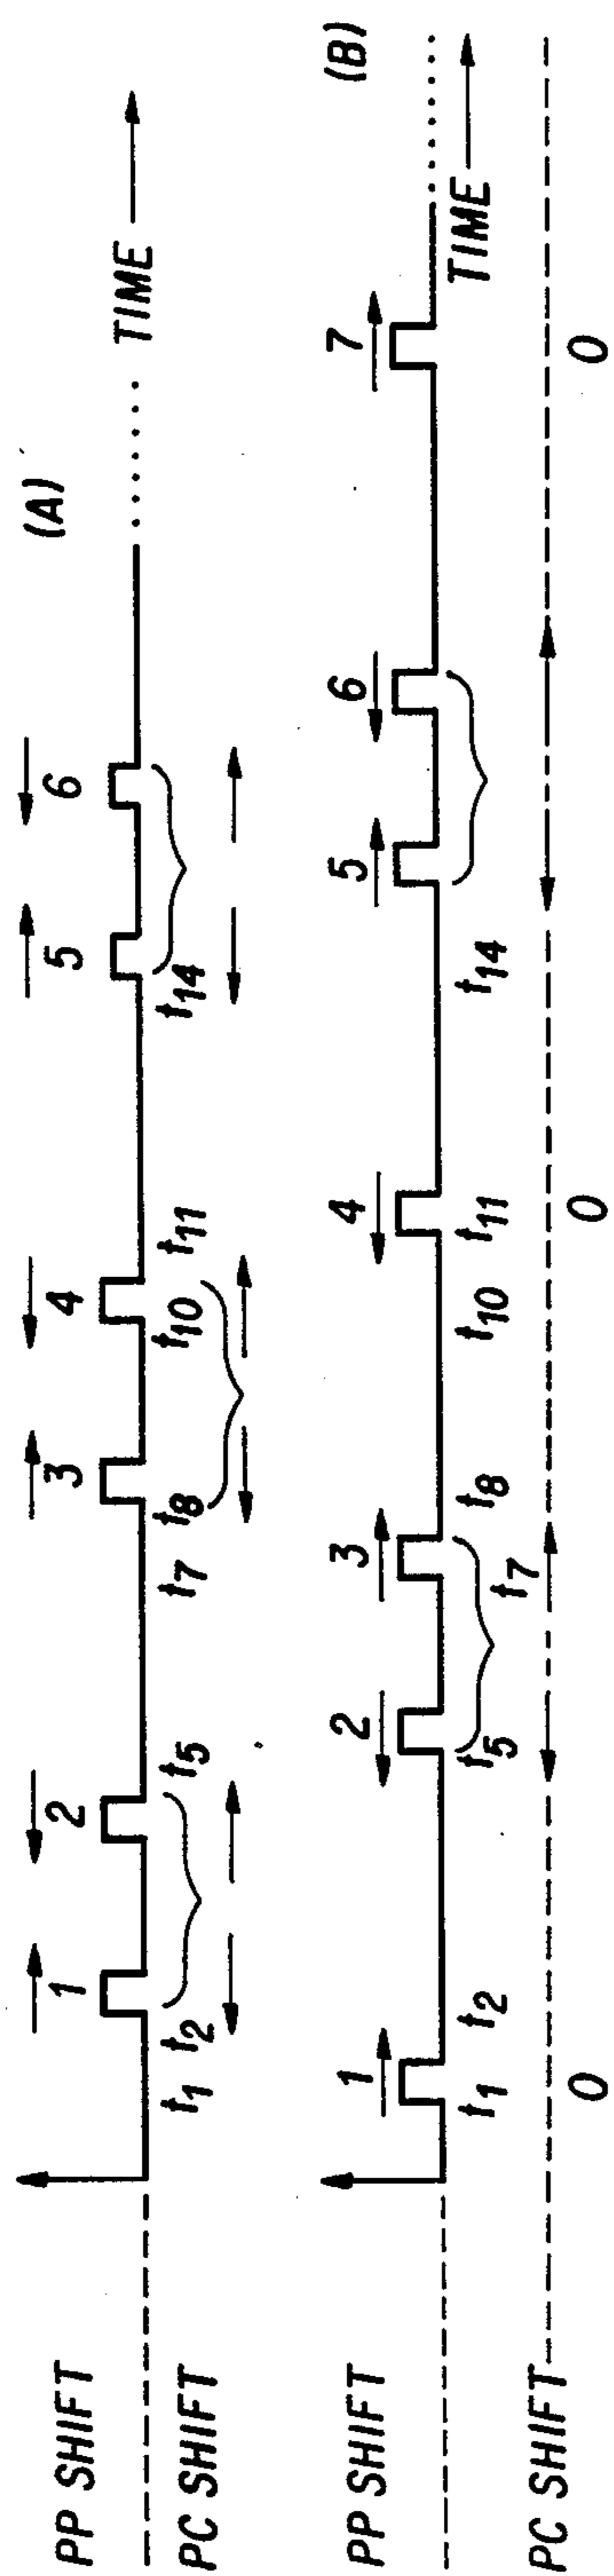 (A)
PP SHIFT
1 2 3 4 5 6
TIME
t1 t2 t5 t7 t8 t10 t11 t14
PC SHIFT
(B)
PP SHIFT
1 2 3 4 5 6 7
t1 t2 t5 t7 t8 t10 t11 t14 TIME
PC SHIFT
0 0 0